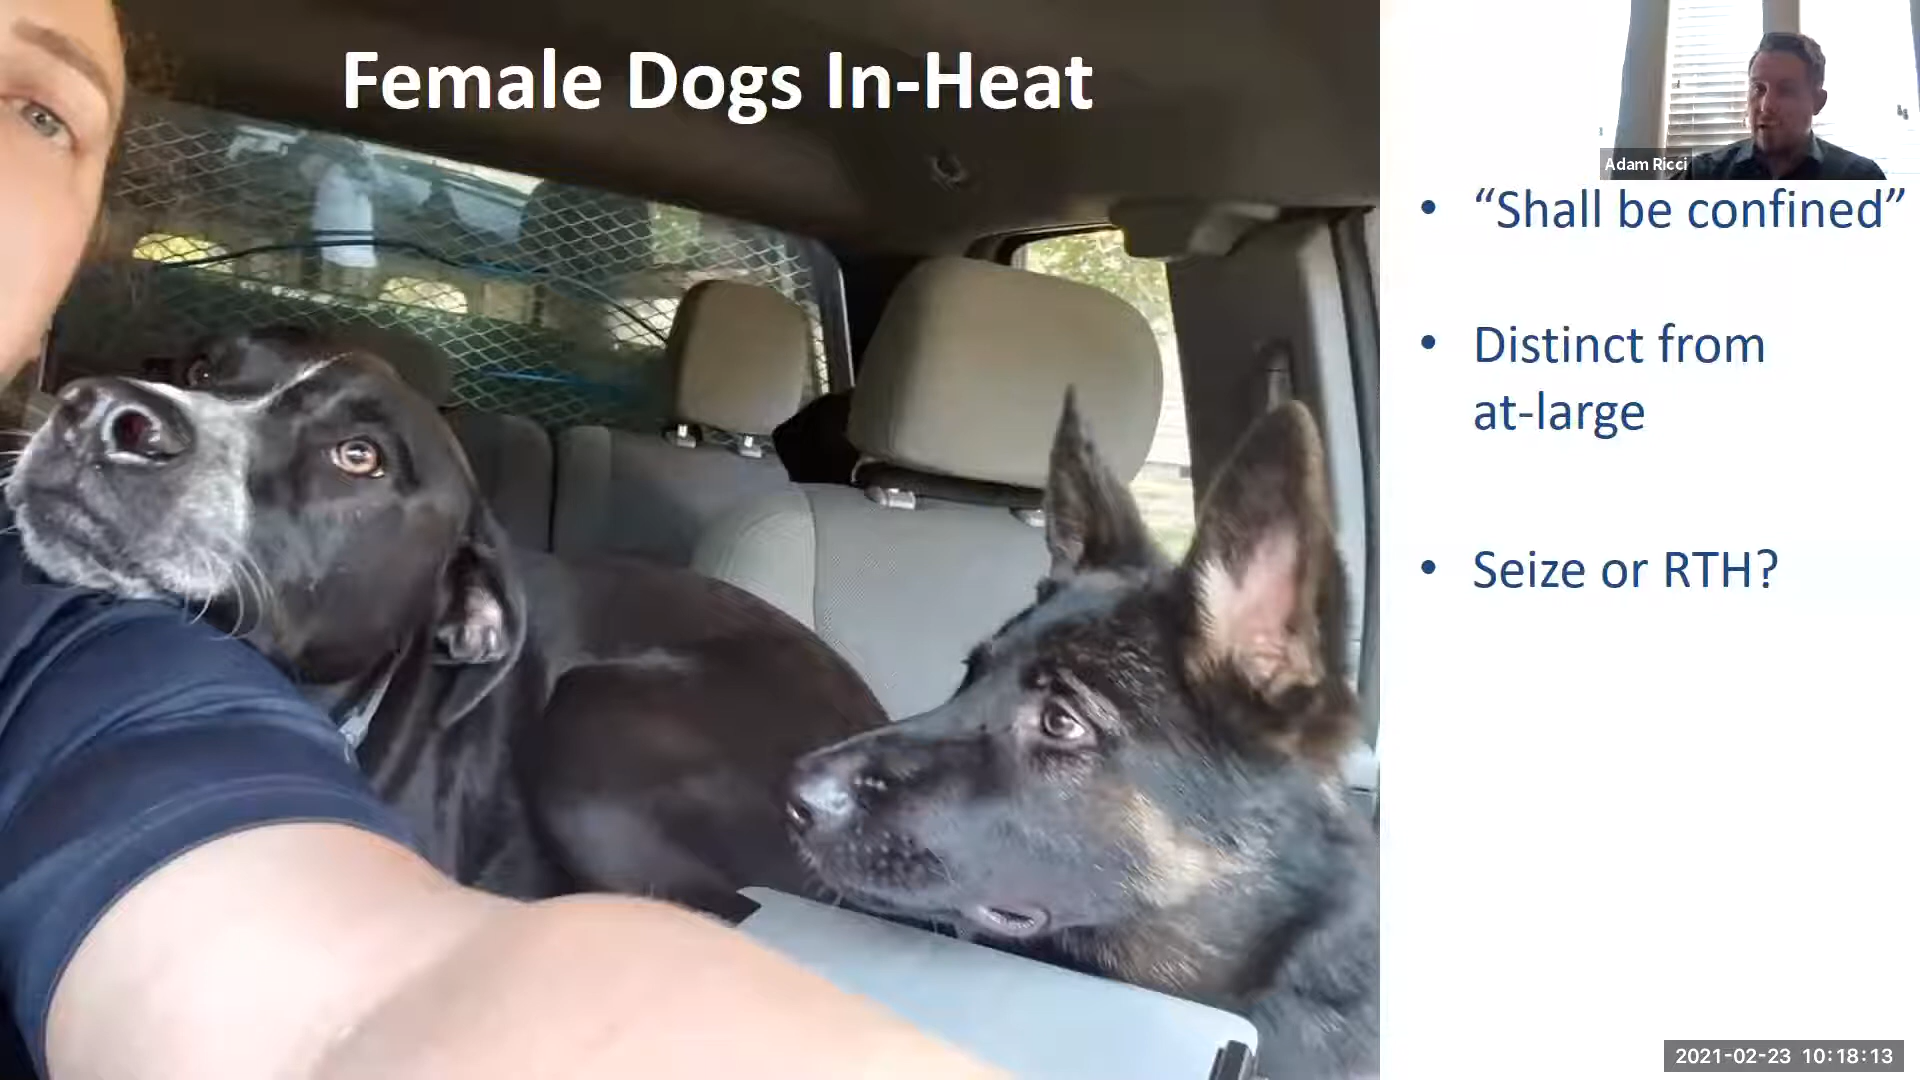 Female Dogs In-Heat
Adam Ricci
• “Shall be confined”
• Distinct from
at-large
• Seize or RTH?
2021-02-23 10:18:13